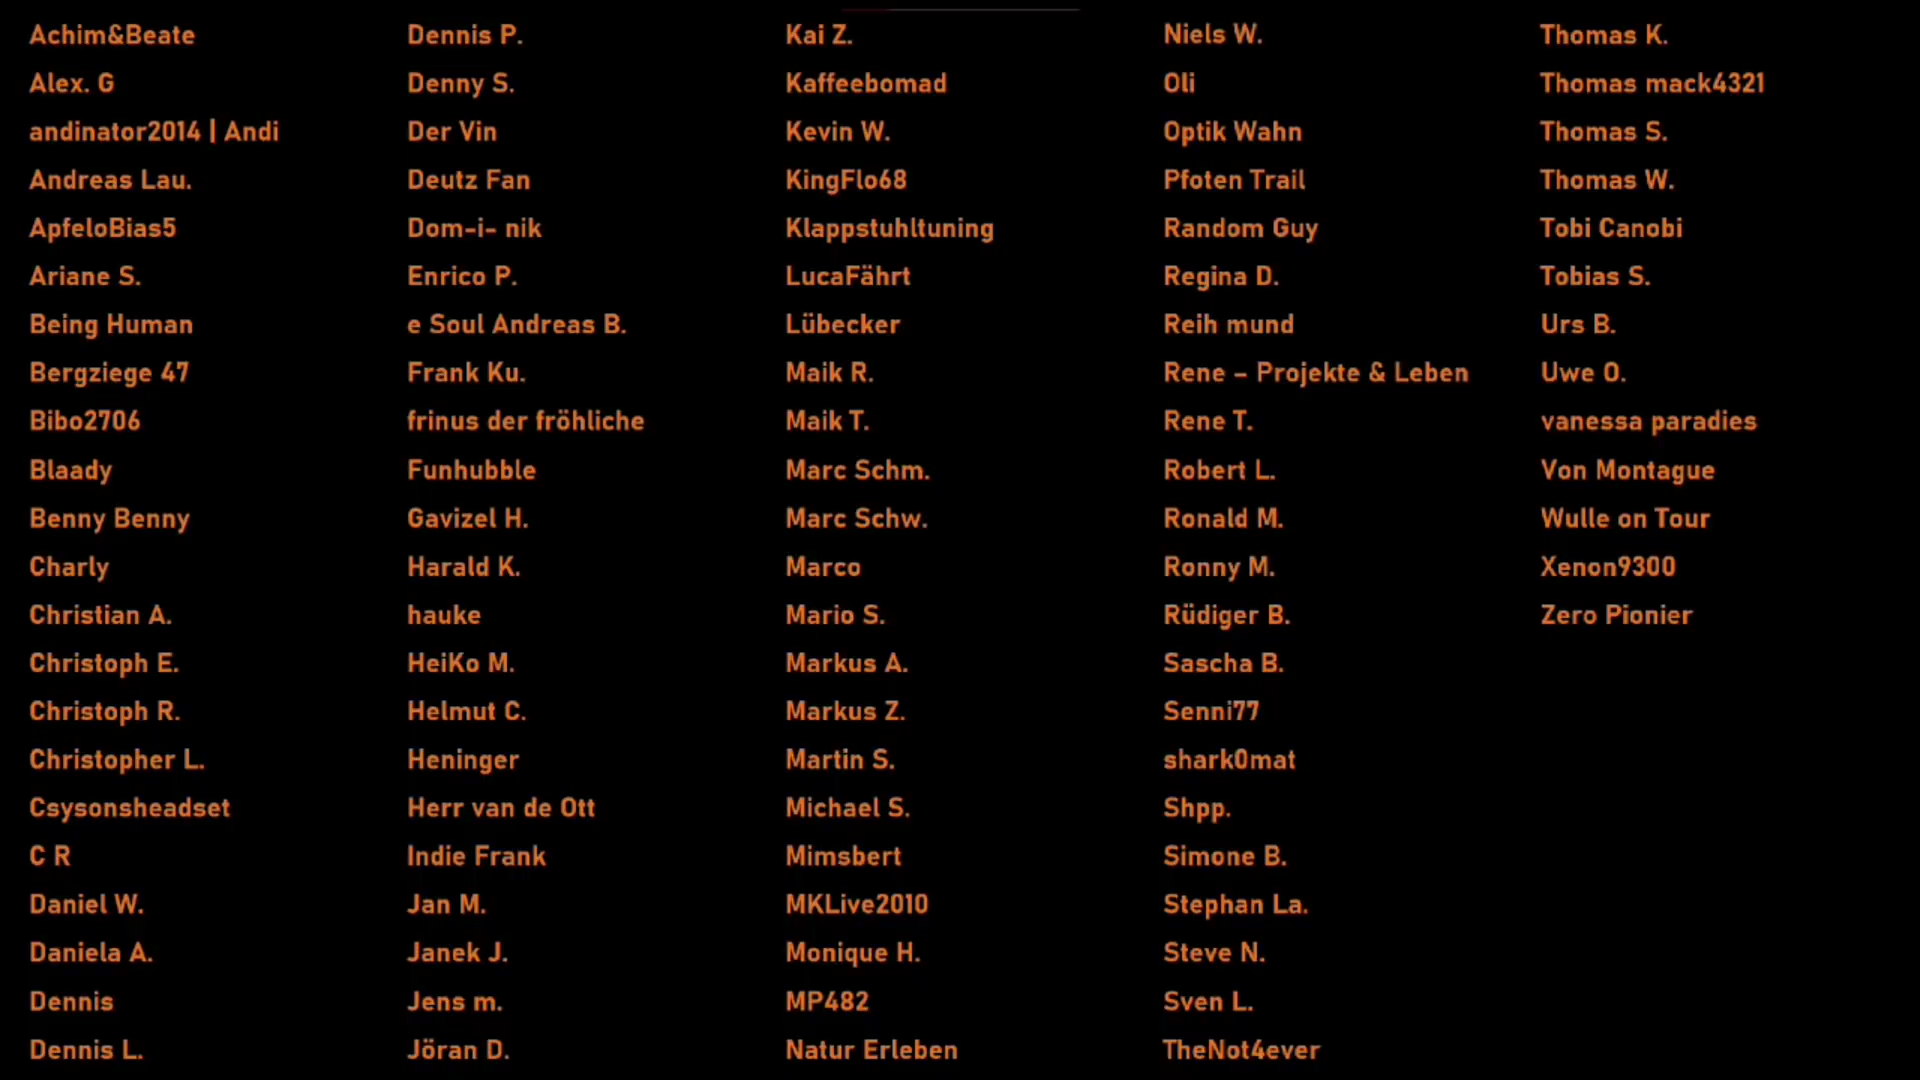 Achim&Beate
Alex. G
andinator2014 | Andi
Andreas Lau.
ApfeloBias5
Ariane S.
Being Human
Bergziege 47
Bibo2706
Blaady
Benny Benny
Charly
Christian A.
Christoph E.
Christoph R.
Christopher L.
Csysonsheadset
C R
Daniel W.
Daniela A.
Dennis
Dennis L.
Dennis P.
Denny S.
Der Vin
Deutz Fan
Dom-i- nik
Enrico P.
e Soul Andreas B.
Frank Ku.
frinus der fröhliche
Funhubble
Gavizel H.
Harald K.
hauke
HeiKo M.
Helmut C.
Heninger
Herr van de Ott
Indie Frank
Jan M.
Janek J.
Jens m.
Jöran D.
Kai Z.
Kaffeebomad
Kevin W.
KingFlo68
Klappstuhltuning
LucaFährt
Lübecker
Maik R.
Maik T.
Marc Schm.
Marc Schw.
Marco
Mario S.
Markus A.
Markus Z.
Martin S.
Michael S.
Mimsbert
MKLive2010
Monique H.
MP482
Natur Erleben
Niels W.
Oli
Optik Wahn
Pfoten Trail
Random Guy
Regina D.
Reih mund
Rene – Projekte & Leben
Rene T.
Robert L.
Ronald M.
Ronny M.
Rüdiger B.
Sascha B.
Senni77
shark0mat
Shpp.
Simone B.
Stephan La.
Steve N.
Sven L.
TheNot4ever
Thomas K.
Thomas mack4321
Thomas S.
Thomas W.
Tobi Canobi
Tobias S.
Urs B.
Uwe O.
vanessa paradies
Von Montague
Wulle on Tour
Xenon9300
Zero Pionier